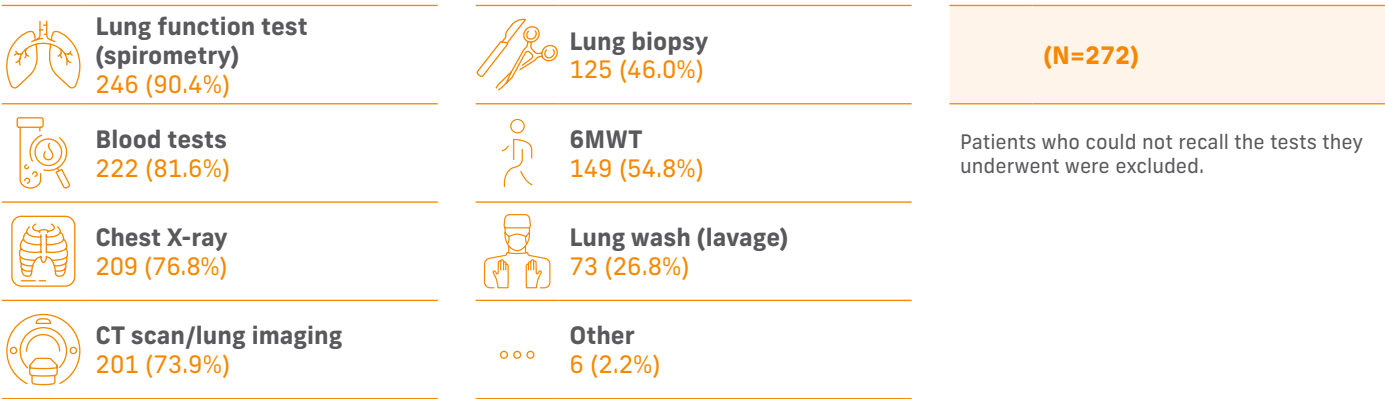 Lung function test
(spirometry)
246 (90.4%)
Blood tests
222 (81.6%)
Chest X-ray
209 (76.8%)
CT scan/lung imaging
201 (73.9%)
Lung biopsy
125 (46.0%)
6MWT
149 (54.8%)
Lung wash (lavage)
73 (26.8%)
Other
6 (2.2%)
(N=272)
Patients who could not recall the tests they
underwent were excluded.